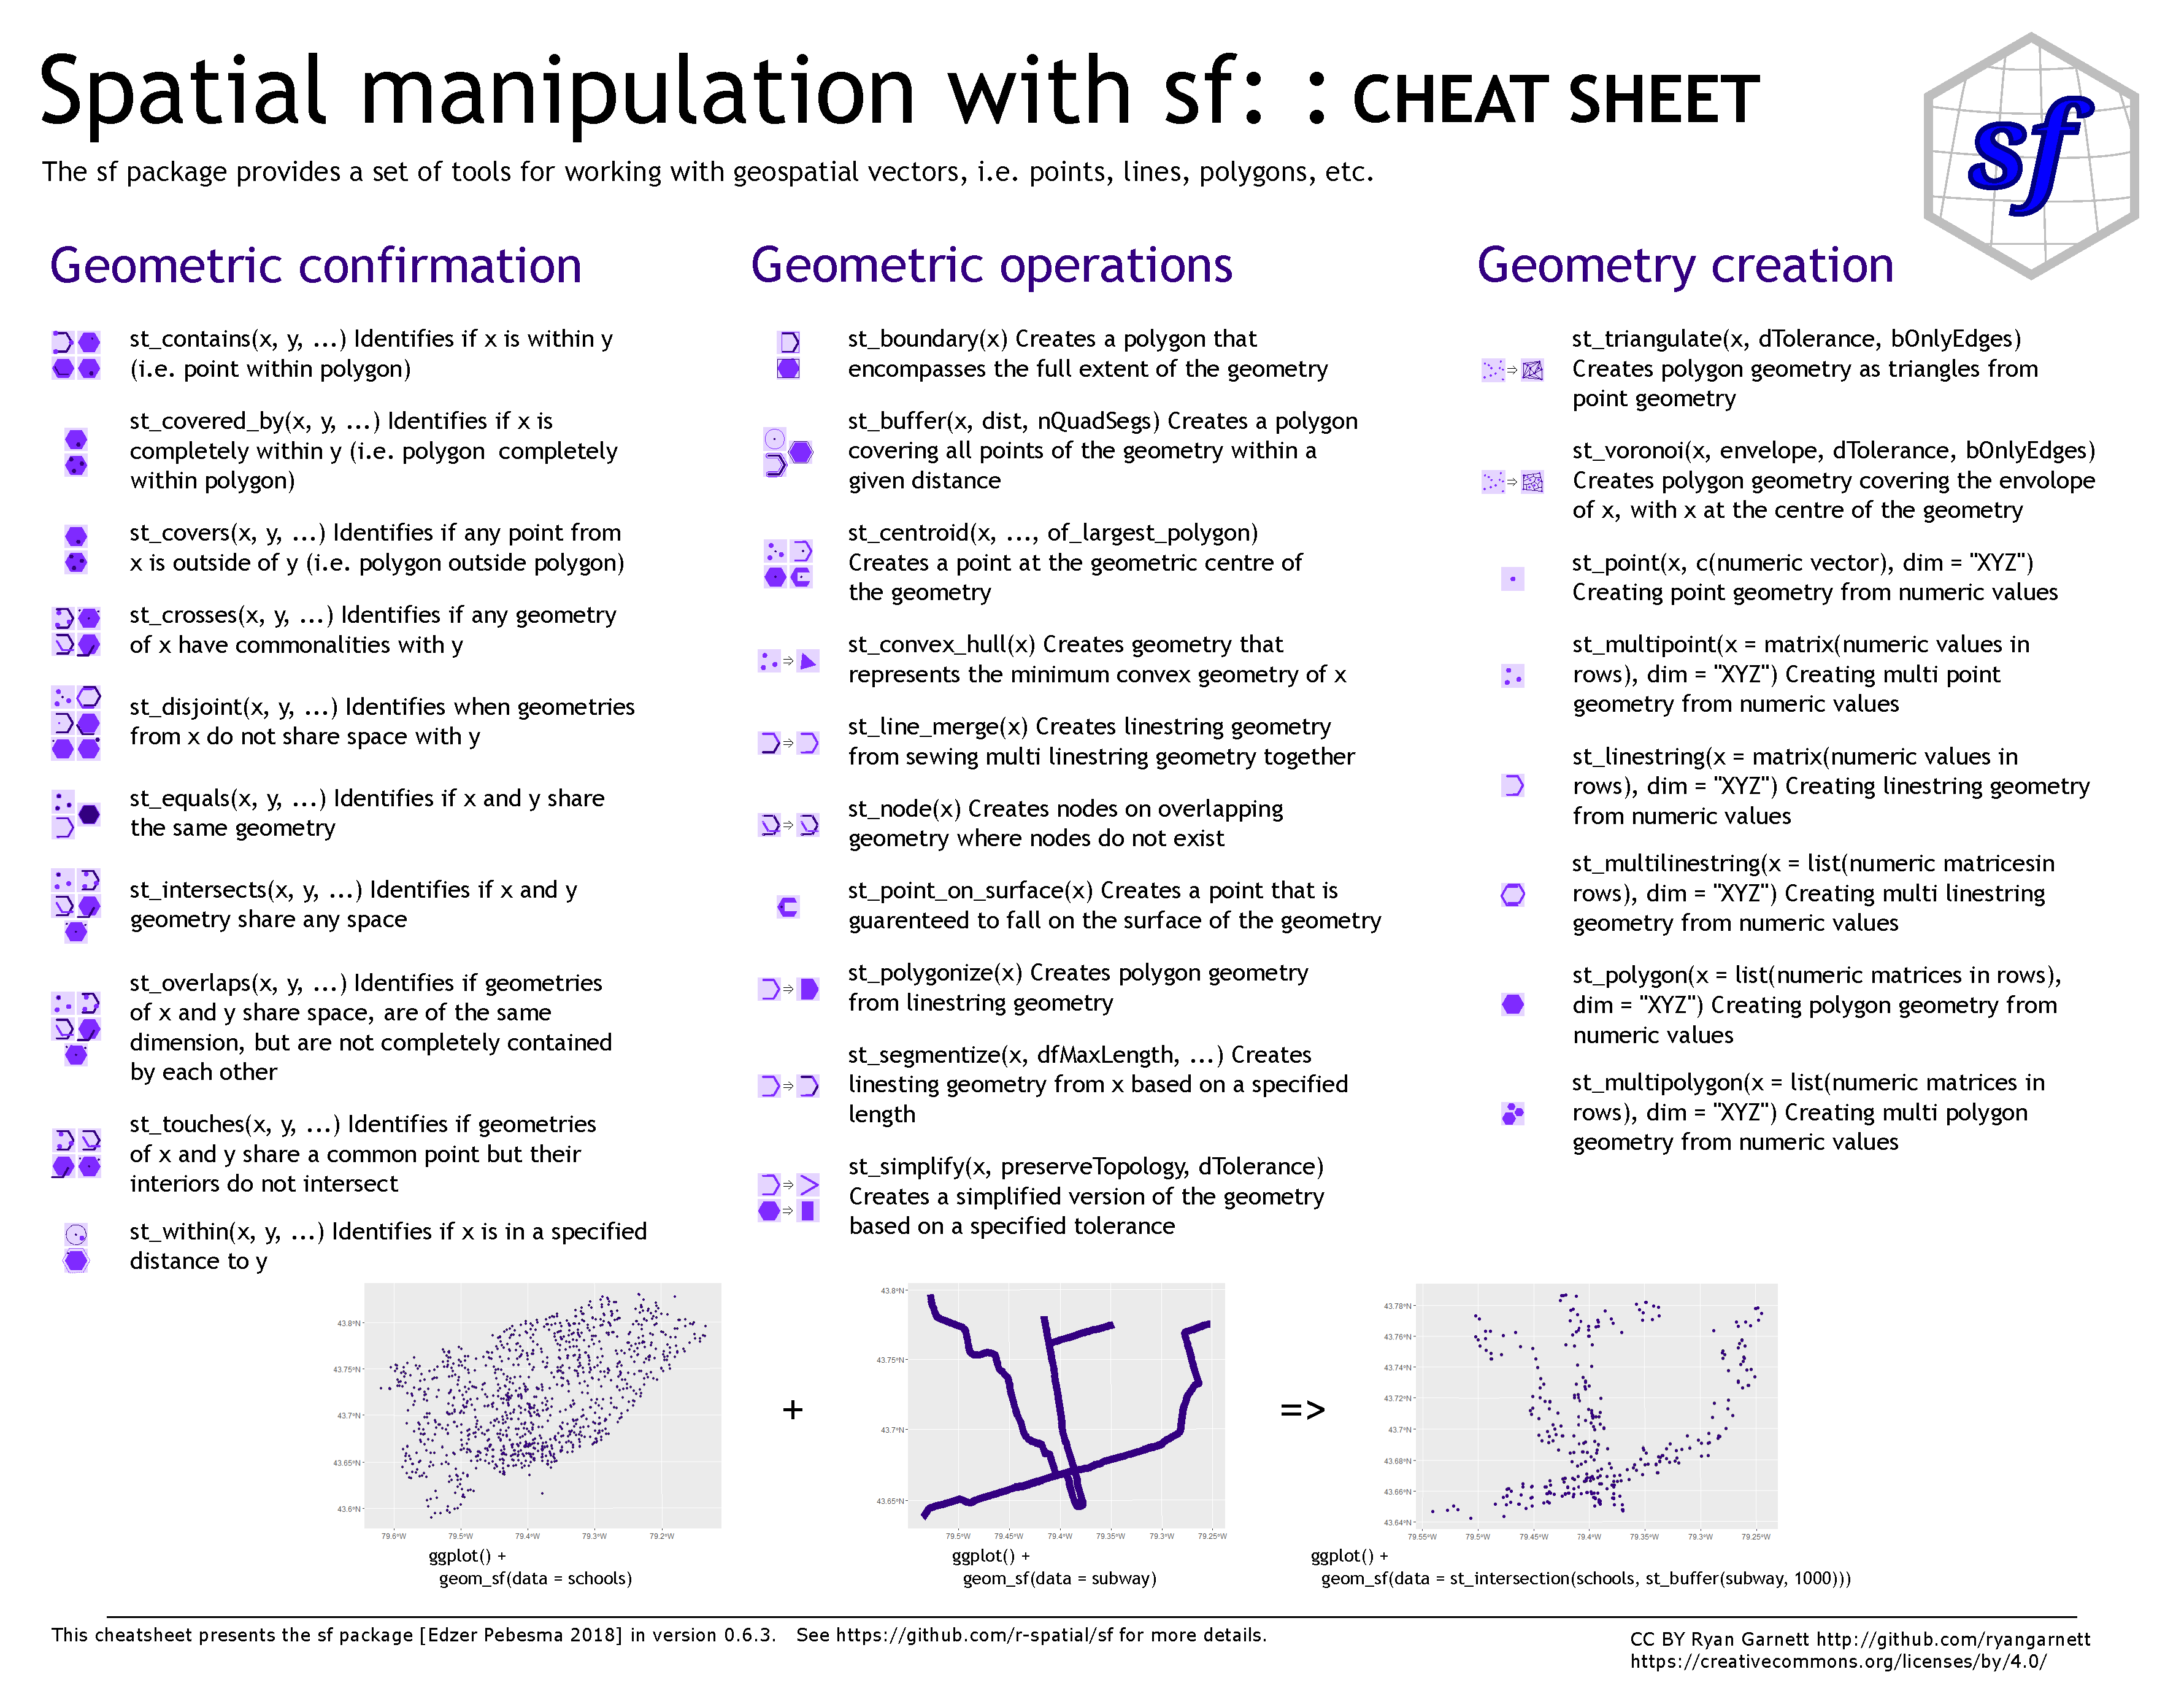 Spatial manipulation with sf: : CHEAT SHEET
The sf package provides a set of tools for working with geospatial vectors, i.e. points, lines, polygons, etc.
sf
Geometric confirmation
st_contains(x, y, ...) Identifies if x is within y
(i.e. point within polygon)
st_covered_by(x, y, ...) Identifies if x is
completely within y (i.e. polygon completely
within polygon)
st_covers(x, y, ...) Identifies if any point from
x is outside of y (i.e. polygon outside polygon)
st_crosses(x, y, ...) Identifies if any geometry
of x have commonalities with y
st_disjoint(x, y, ...) Identifies when geometries
from x do not share space with y
st_equals(x, y, ...) Identifies if x and y share
the same geometry
st_intersects(x, y, ...) Identifies if x and y
geometry share any space
st_overlaps(x, y, ...) Identifies if geometries
of x and y share space, are of the same
dimension, but are not completely contained
by each other
st_touches(x, y, ...) Identifies if geometries
of x and y share a common point but their
interiors do not intersect
st_within(x, y, ...) Identifies if x is in a specified
distance to y
Geometric operations
st_boundary(x) Creates a polygon that
encompasses the full extent of the geometry
st_buffer(x, dist, nQuadSegs) Creates a polygon
covering all points of the geometry within a
given distance
st_centroid(x, ..., of_largest_polygon)
Creates a point at the geometric centre of
the geometry
st_convex_hull(x) Creates geometry that
represents the minimum convex geometry of x
st_line_merge(x) Creates linestring geometry
from sewing multi linestring geometry together
st_node(x) Creates nodes on overlapping
geometry where nodes do not exist
st_point_on_surface(x) Creates a point that is
guarenteed to fall on the surface of the geometry
st_polygonize(x) Creates polygon geometry
from linestring geometry
st_segmentize(x, dfMaxLength, ...) Creates
linesting geometry from x based on a specified
length
st_simplify(x, preserveTopology, dTolerance)
Creates a simplified version of the geometry
based on a specified tolerance
Geometry creation
st_triangulate(x, dTolerance, bOnlyEdges)
Creates polygon geometry as triangles from
point geometry
st_voronoi(x, envelope, dTolerance, bOnlyEdges)
Creates polygon geometry covering the envolope
of x, with x at the centre of the geometry
st_point(x, c(numeric vector), dim = "XYZ")
Creating point geometry from numeric values
st_multipoint(x = matrix(numeric values in
rows), dim = "XYZ") Creating multi point
geometry from numeric values
st_linestring(x = matrix(numeric values in
rows), dim = "XYZ") Creating linestring geometry
from numeric values
st_multilinestring(x = list(numeric matricesin
rows), dim = "XYZ") Creating multi linestring
geometry from numeric values
st_polygon(x = list(numeric matrices in rows),
dim = "XYZ") Creating polygon geometry from
numeric values
st_multipolygon(x = list(numeric matrices in
rows), dim = "XYZ") Creating multi polygon
geometry from numeric values
43.8°N
43.75°N
43.7°N
43.65°N
43.6°N
79.6°W 79.5°W 79.4°W 79.3°W 79.2°W
ggplot() +
geom_sf(data = schools)
+
43.8°N
43.75°N
43.7°N
43.65°N
79.5°W 79.45°W 79.4°W 79.35°W 79.3°W 79.25°W
ggplot() +
geom_sf(data = subway)
=>
43.78°N
43.76°N
43.74°N
43.72°N
43.7°N
43.68°N
43.66°N
43.64°N
79.55°W 79.5°W 79.45°W 79.4°W 79.35°W 79.3°W 79.25°W
ggplot() +
geom_sf(data = st_intersection(schools, st_buffer(subway, 1000)))
This cheatsheet presents the sf package [Edzer Pebesma 2018] in version 0.6.3. See https://github.com/r-spatial/sf for more details.
CC BY Ryan Garnett http://github.com/ryangarnett
https://creativecommons.org/licenses/by/4.0/